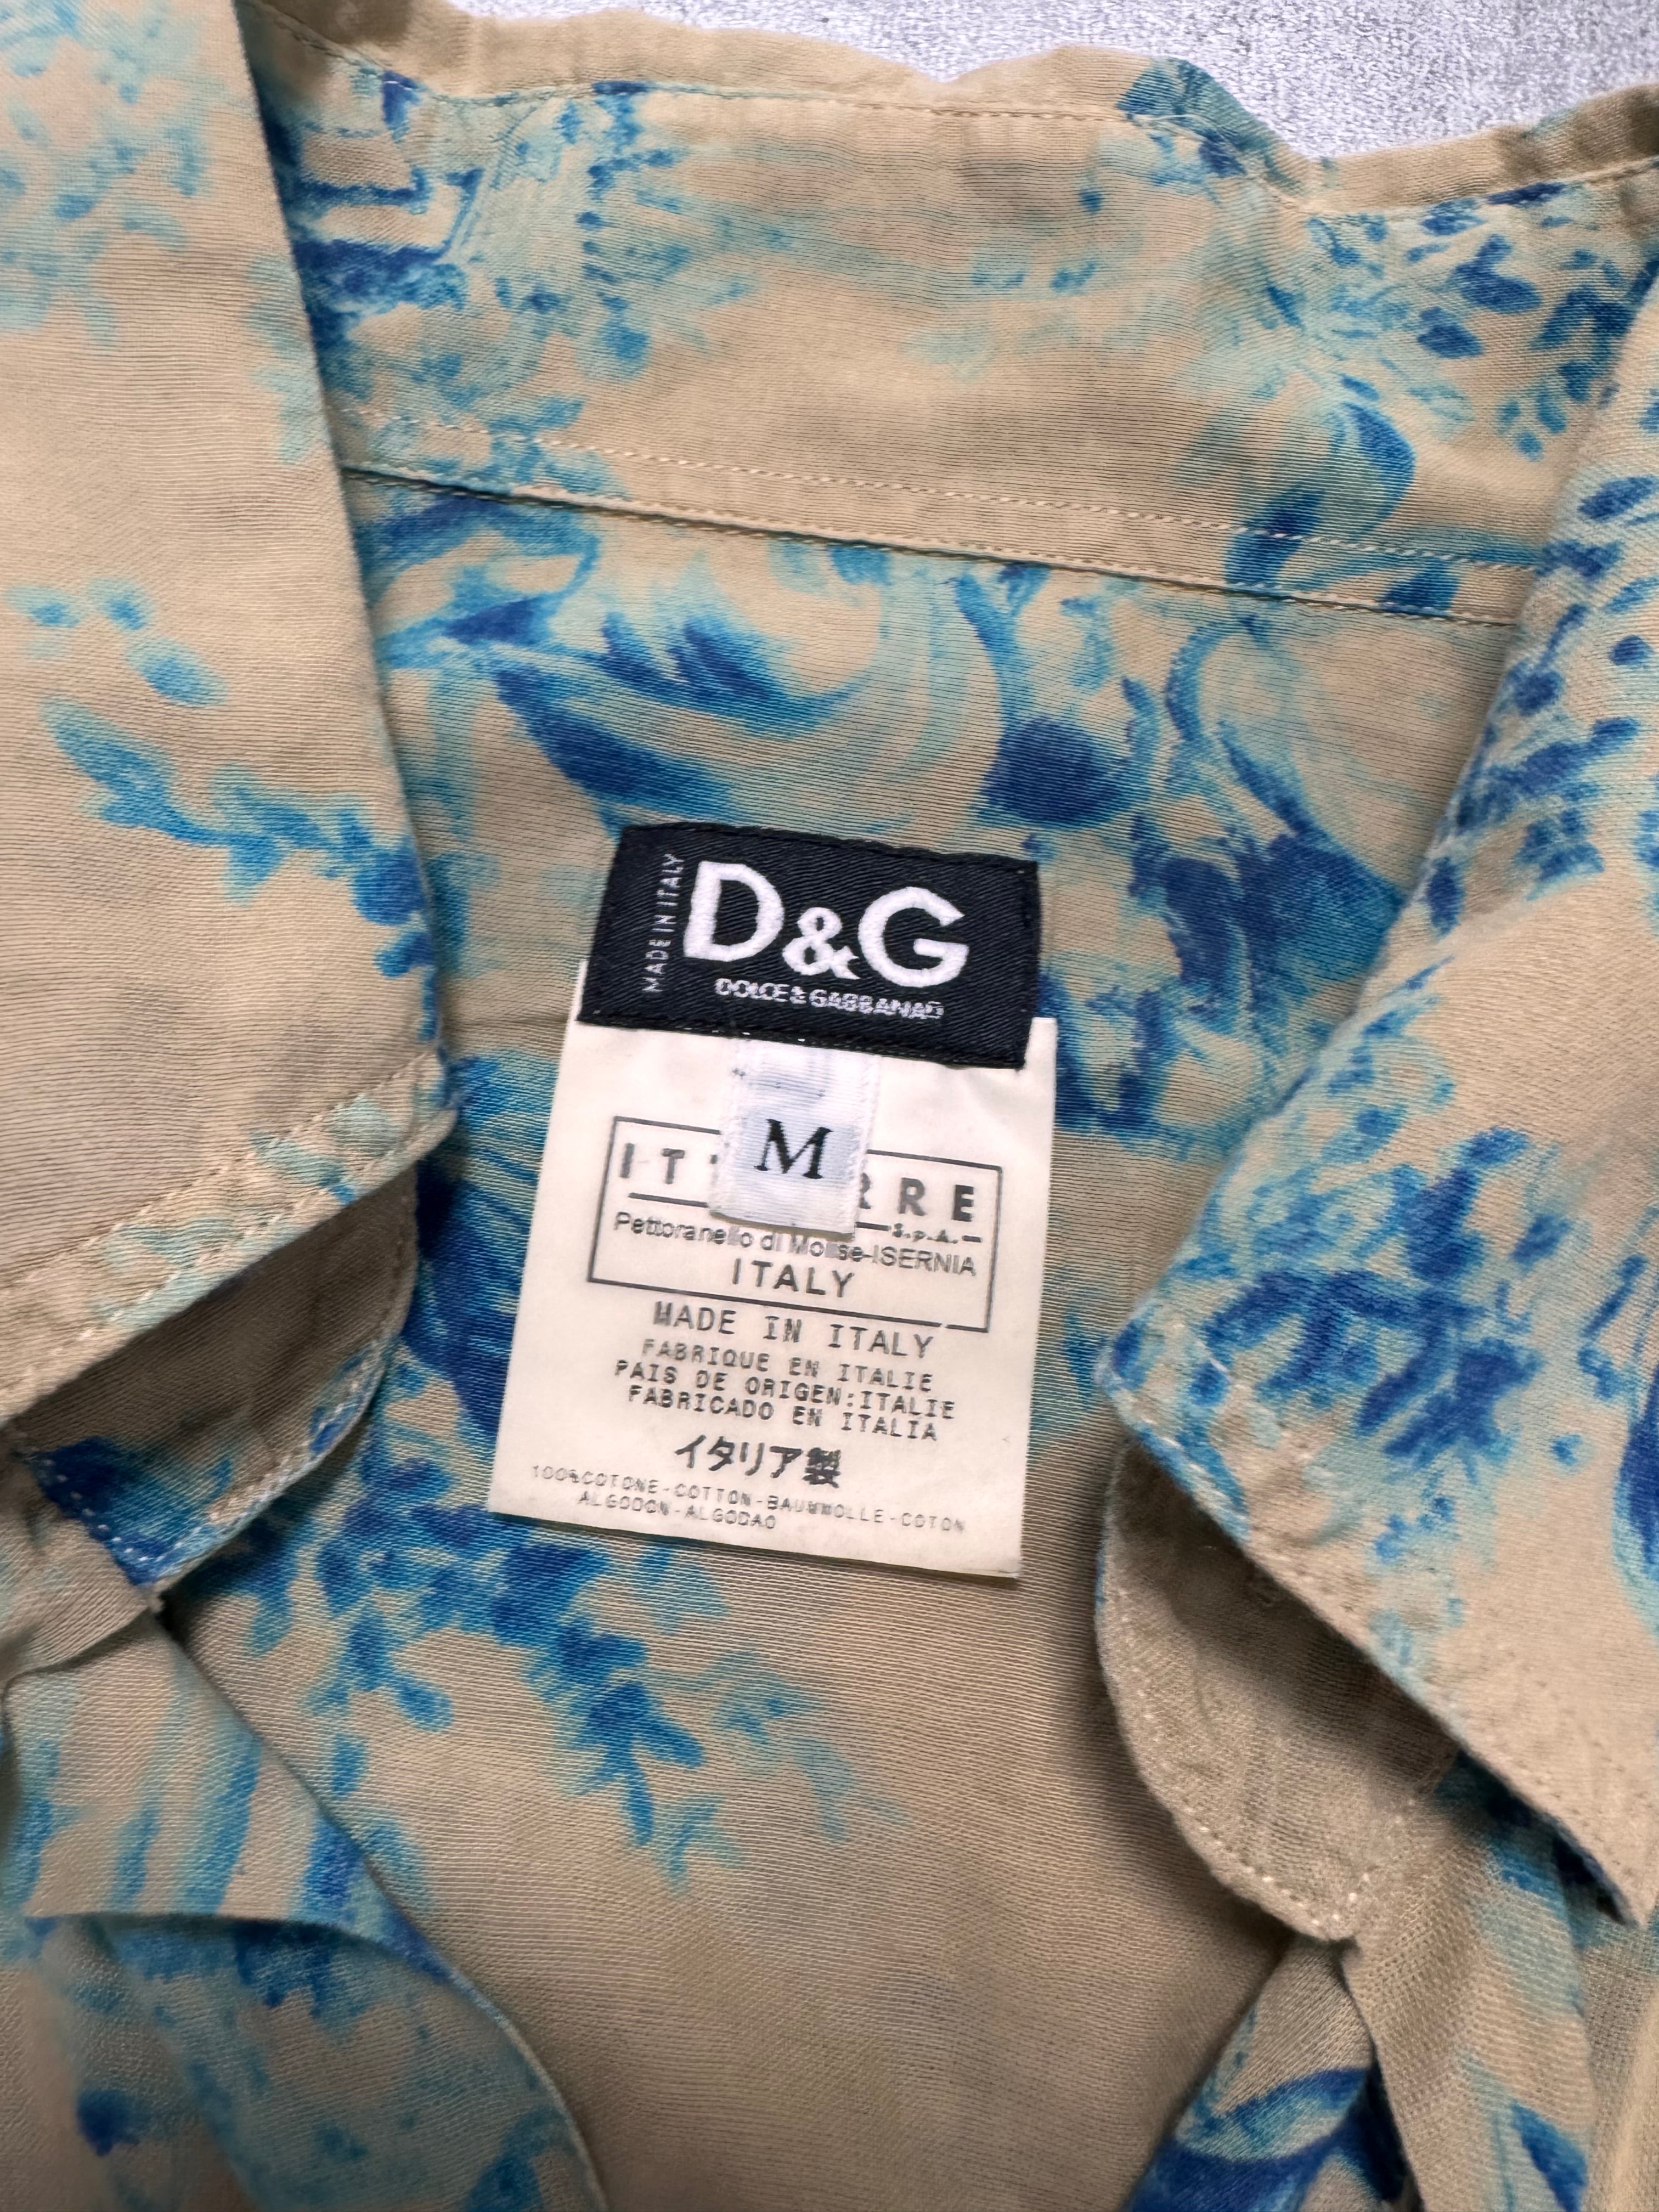 MADE IN ITALY
D&G
DOLCE & GABBANA
M
IT RRE
S.p.A.
Pettoranello di Molise-ISERNIA
ITALY
MADE IN ITALY
FABRIQUE EN ITALIE
PAIS DE ORIGEN:ITALIE
FABRICADO EN ITALIA
イタリア製
100%COTONE-COTTON-BAUMWOLLE-COTON
ALGODON-ALGODAO